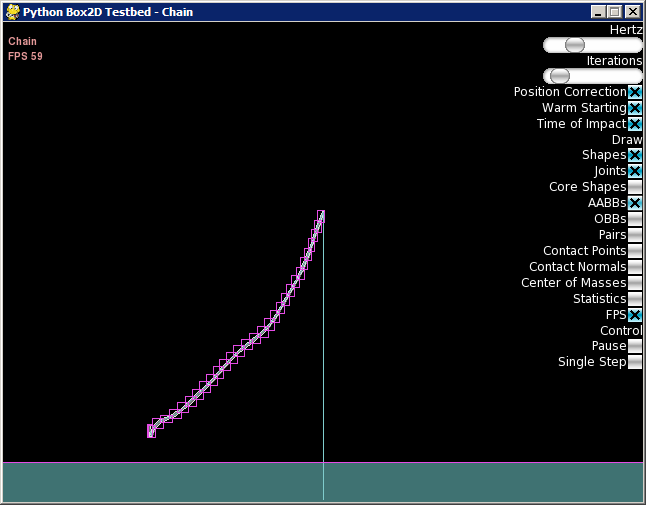 Python Box2D Testbed - Chain
Chain
FPS 59
Hertz
Iterations
Position Correction
Warm Starting
Time of Impact
Draw
Shapes
Joints
Core Shapes
AABBs
OBBs
Pairs
Contact Points
Contact Normals
Center of Masses
Statistics
FPS
Control
Pause
Single Step